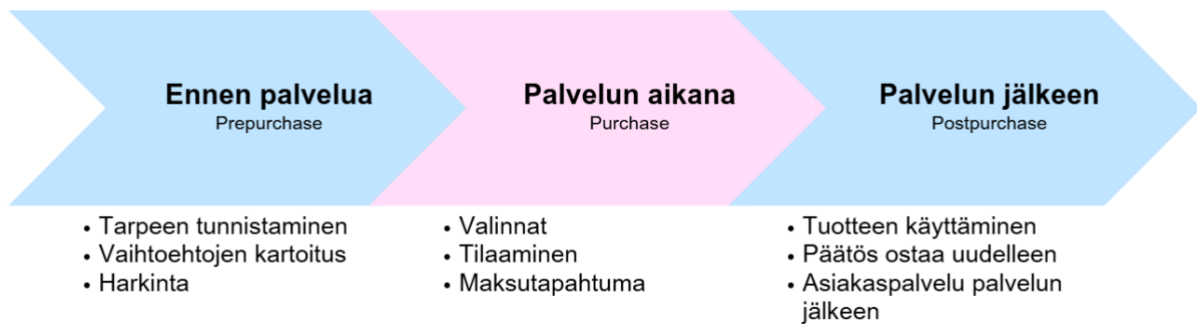 Ennen palvelua
Prepurchase
Palvelun aikana
Purchase
Palvelun jälkeen
Postpurchase
• Tarpeen tunnistaminen
• Vaihtoehtojen kartoitus
• Harkinta
• Valinnat
• Tilaaminen
• Maksutapahtuma
• Tuotteen käyttäminen
• Päätös ostaa uudelleen
• Asiakaspalvelu palvelun
jälkeen